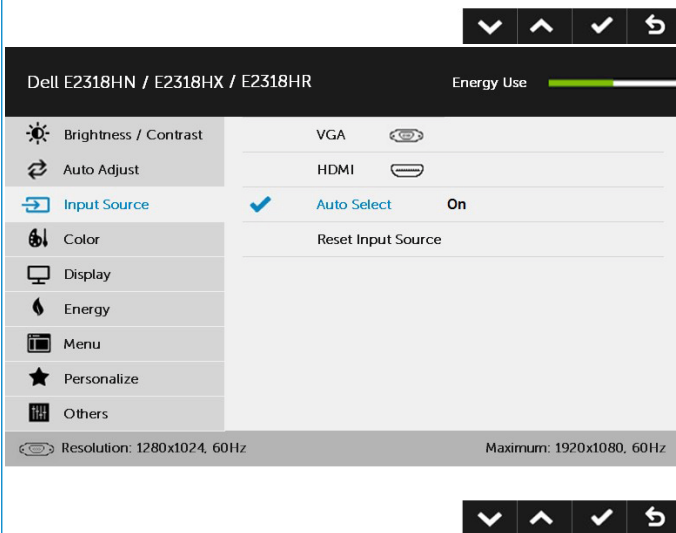 Dell E2318HN / E2318HX / E2318HR Energy Use
Brightness / Contrast VGA
Auto Adjust HDMI
Input Source Auto Select On
Color Reset Input Source
Display
Energy
Menu
Personalize
Others
Resolution: 1280x1024, 60Hz Maximum: 1920x1080, 60Hz